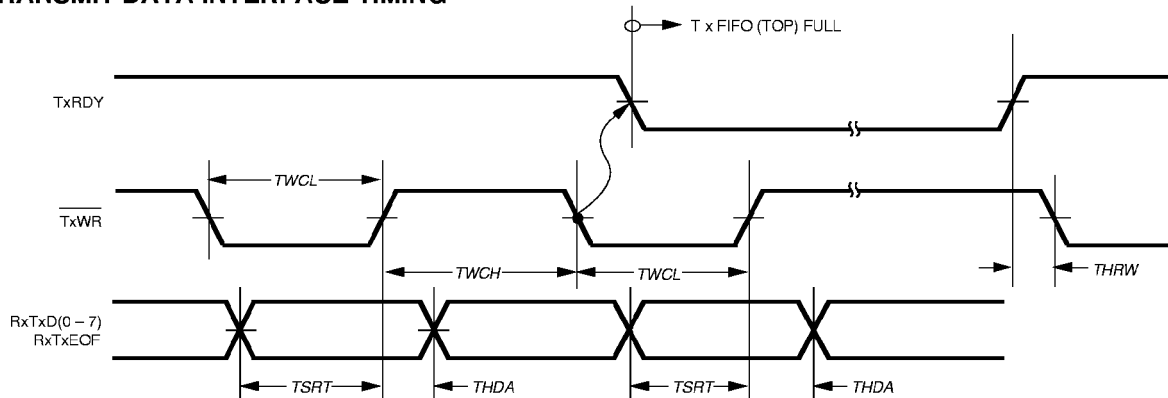 TRANSMIT DATA INTERFACE TIMING
T x FIFO (TOP) FULL
TxRDY
TWCL
TxWR
TWCH
TWCL
THRW
RxTxD(0 – 7)
RxTxEOF
TSRT
THDA
TSRT
THDA